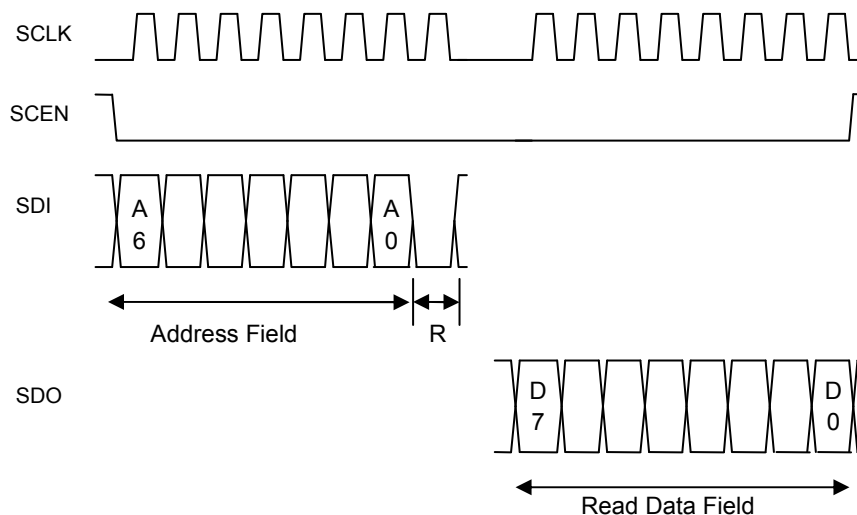 SCLK
SCEN
SDI
A
6
A
0
Address Field
R
SDO
D
7
D
0
Read Data Field